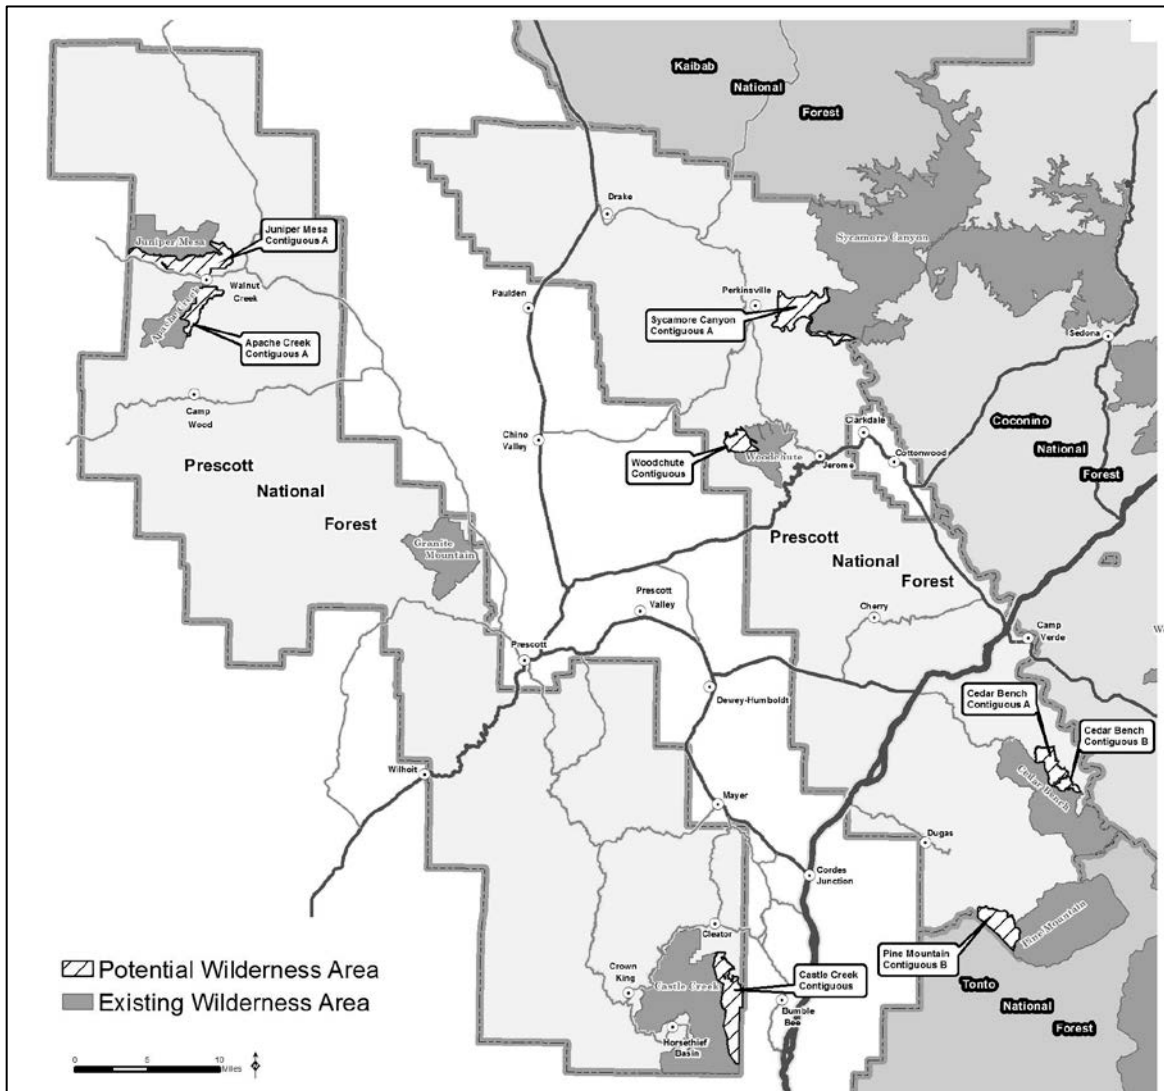 Kaibab
National
Forest
Drake
Juniper Mesa
Juniper Mesa
Contiguous A
Sycamore Canyon
Walnut
Creek
Paulden
Perkinsville
Apache Creek
Sycamore Canyon
Contiguous A
Apache Creek
Contiguous A
Sedona
Camp
Wood
Chino
Valley
Clarkdale
Coconino
National
Forest
Woodchute
Contiguous
Woodchute
Jerome
Cottonwood
Prescott
National
Forest
Granite
Mountain
Prescott
National
Forest
Prescott
Valley
Cherry
Camp
Verde
Prescott
Dewey-Humboldt
Cedar Bench
Contiguous A
Cedar Bench
Contiguous B
Cedar Bench
Wilhoit
Mayer
Dugas
Cordes
Junction
Pine Mountain
Cleator
Pine Mountain
Contiguous B
Potential Wilderness Area
Existing Wilderness Area
Crown
King
Castle Creek
Castle Creek
Contiguous
Tonto
National
Forest
Bumble
Bee
Horsethief
Basin
0 5 10
Miles